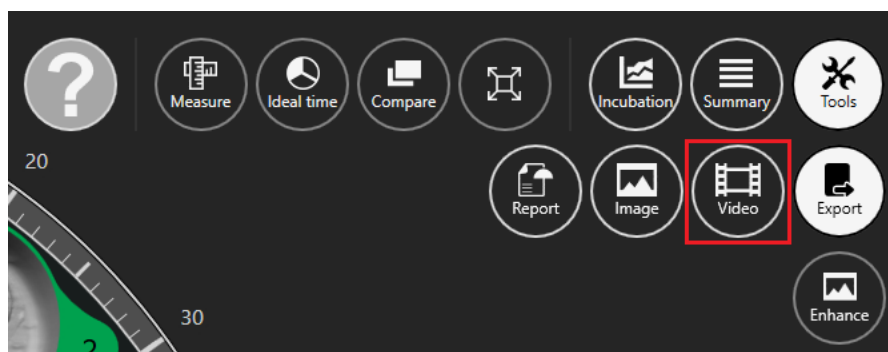 ?
Measure
Ideal time
Compare
Incubation
Summary
Tools
20
Report
Image
Video
Export
30
Enhance
2